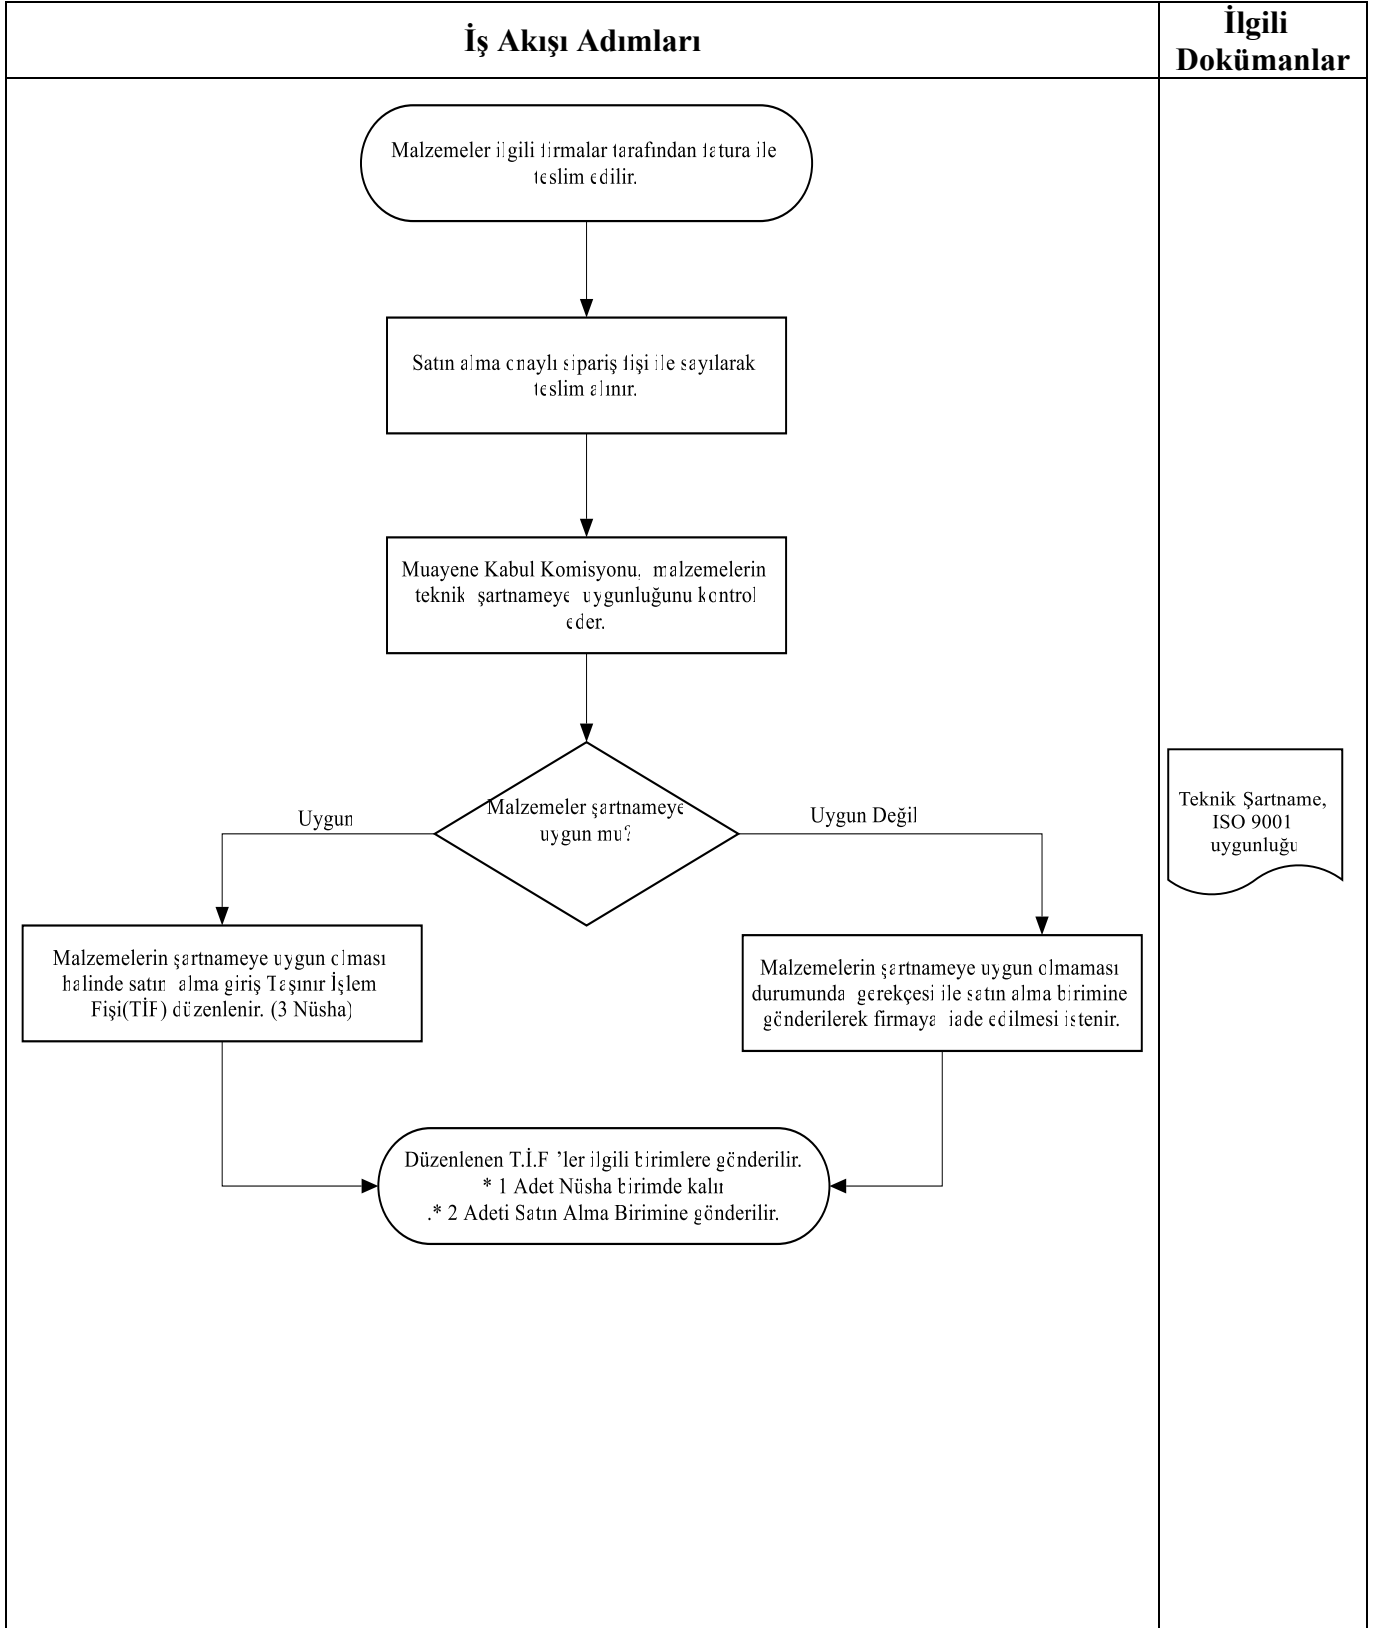 İş Akışı Adımları
İlgili
Dokümanlar
Malzemeler ilgili firmalar tarafından fatura ile
teslim edilir.
Satın alma onaylı sipariş fişi ile sayılarak
teslim alınır.
Muayene Kabul Komisyonu, malzemelerin
teknik şartnameye uygunluğunu kontrol
eder.
Malzemeler şartnameye
uygun mu?
Uygun
Uygun Değil
Teknik Şartname,
ISO 9001
uygunluğu
Malzemelerin şartnameye uygun olması
halinde satın alma giriş Taşınır İşlem
Fişi(TİF) düzenlenir. (3 Nüsha)
Malzemelerin şartnameye uygun olmaması
durumunda gerekçesi ile satın alma birimine
gönderilerek firmaya iade edilmesi istenir.
Düzenlenen T.İ.F 'ler ilgili birimlere gönderilir.
* 1 Adet Nüsha birimde kalır
.* 2 Adeti Satın Alma Birimine gönderilir.